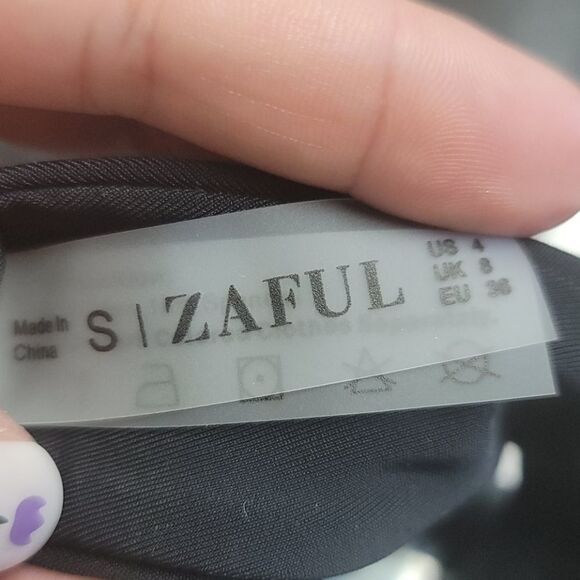 Made in
China
S | ZAFUL
US 4
UK 8
EU 36